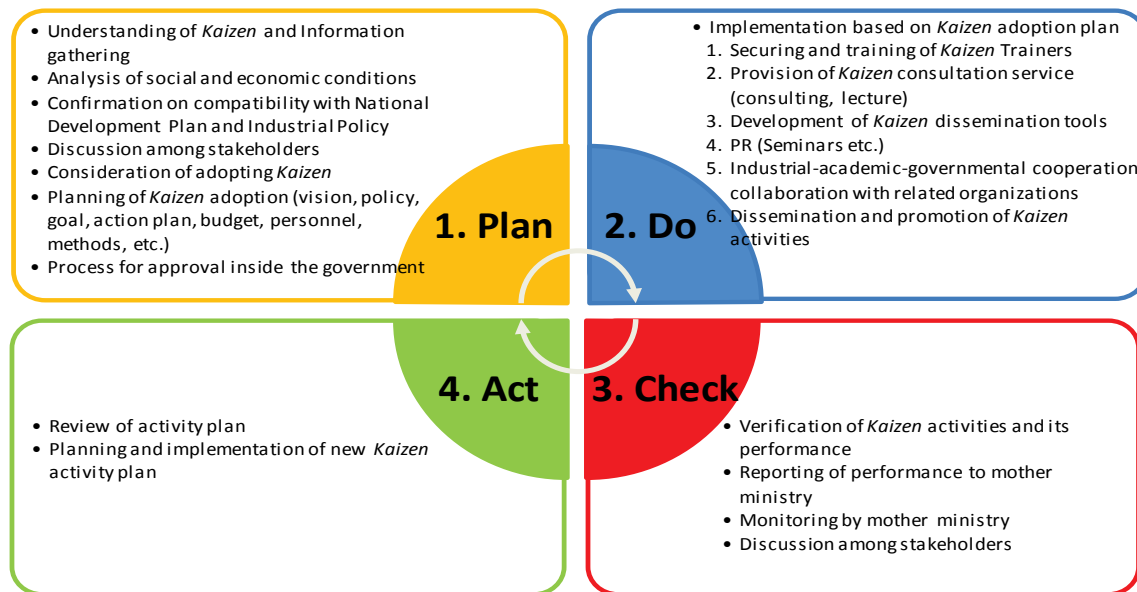 • Understanding of Kaizen and Information
gathering
• Analysis of social and economic conditions
• Confirmation on compatibility with National
Development Plan and Industrial Policy
• Discussion among stakeholders
• Consideration of adopting Kaizen
• Planning of Kaizen adoption (vision, policy,
goal, action plan, budget, personnel,
methods, etc.)
• Process for approval inside the government
1. Plan
• Implementation based on Kaizen adoption plan
1. Securing and training of Kaizen Trainers
2. Provision of Kaizen consultation service
(consulting, lecture)
3. Development of Kaizen dissemination tools
4. PR (Seminars etc.)
5. Industrial-academic-governmental cooperation
collaboration with related organizations
6. Dissemination and promotion of Kaizen
activities
2. Do
4. Act
• Review of activity plan
• Planning and implementation of new Kaizen
activity plan
3. Check
• Verification of Kaizen activities and its
performance
• Reporting of performance to mother
ministry
• Monitoring by mother ministry
• Discussion among stakeholders